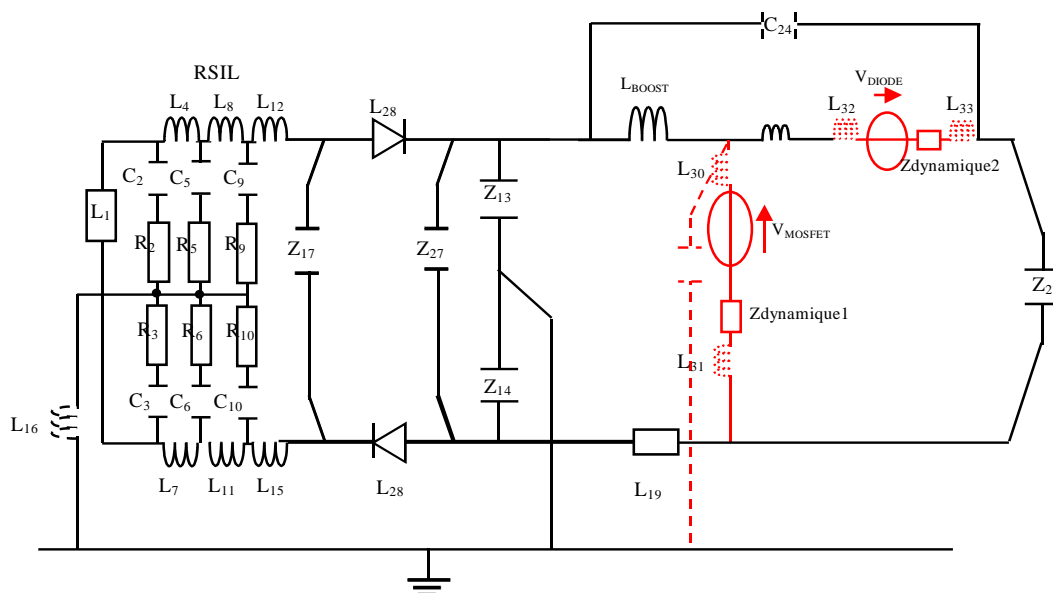 C24
RSIL
LBOOST
VDIODE
L4 L8 L12
L28
L32
L33
Zdynamique2
C2 C5 C9
L30
Z13
L1
R2 R5 R9
Z17
Z27
VMOSFET
R3 R6 R10
Zdynamique1
L31
C3 C6 C10
Z14
L16
L7 L11 L15
L28
L19